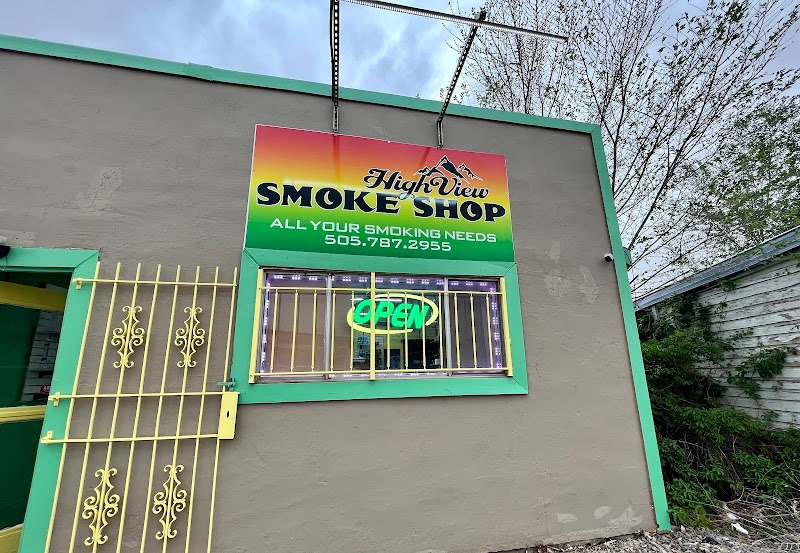 High View
SMOKE SHOP
ALL YOUR SMOKING NEEDS
505.787.2955
OPEN